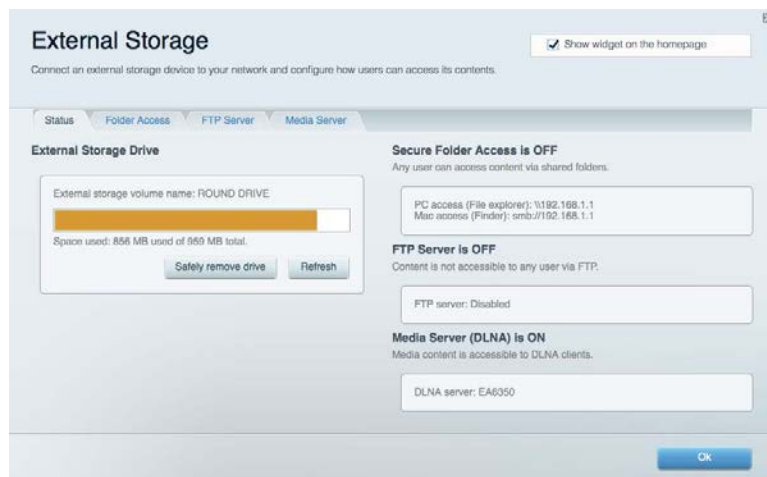 External Storage
Show widget on the homepage
Connect an external storage device to your network and configure how users can access its contents.
Status
Folder Access
FTP Server
Media Server
External Storage Drive
External storage volume name: ROUND DRIVE
Space used: 856 MB used of 959 MB total.
Safely remove drive
Refresh
Secure Folder Access is OFF
Any user can access content via shared folders.
PC access (File explorer): \\192.168.1.1
Mac access (Finder): smb://192.168.1.1
FTP Server is OFF
Content is not accessible to any user via FTP.
FTP server: Disabled
Media Server (DLNA) is ON
Media content is accessible to DLNA clients.
DLNA server: EA6350
Ok